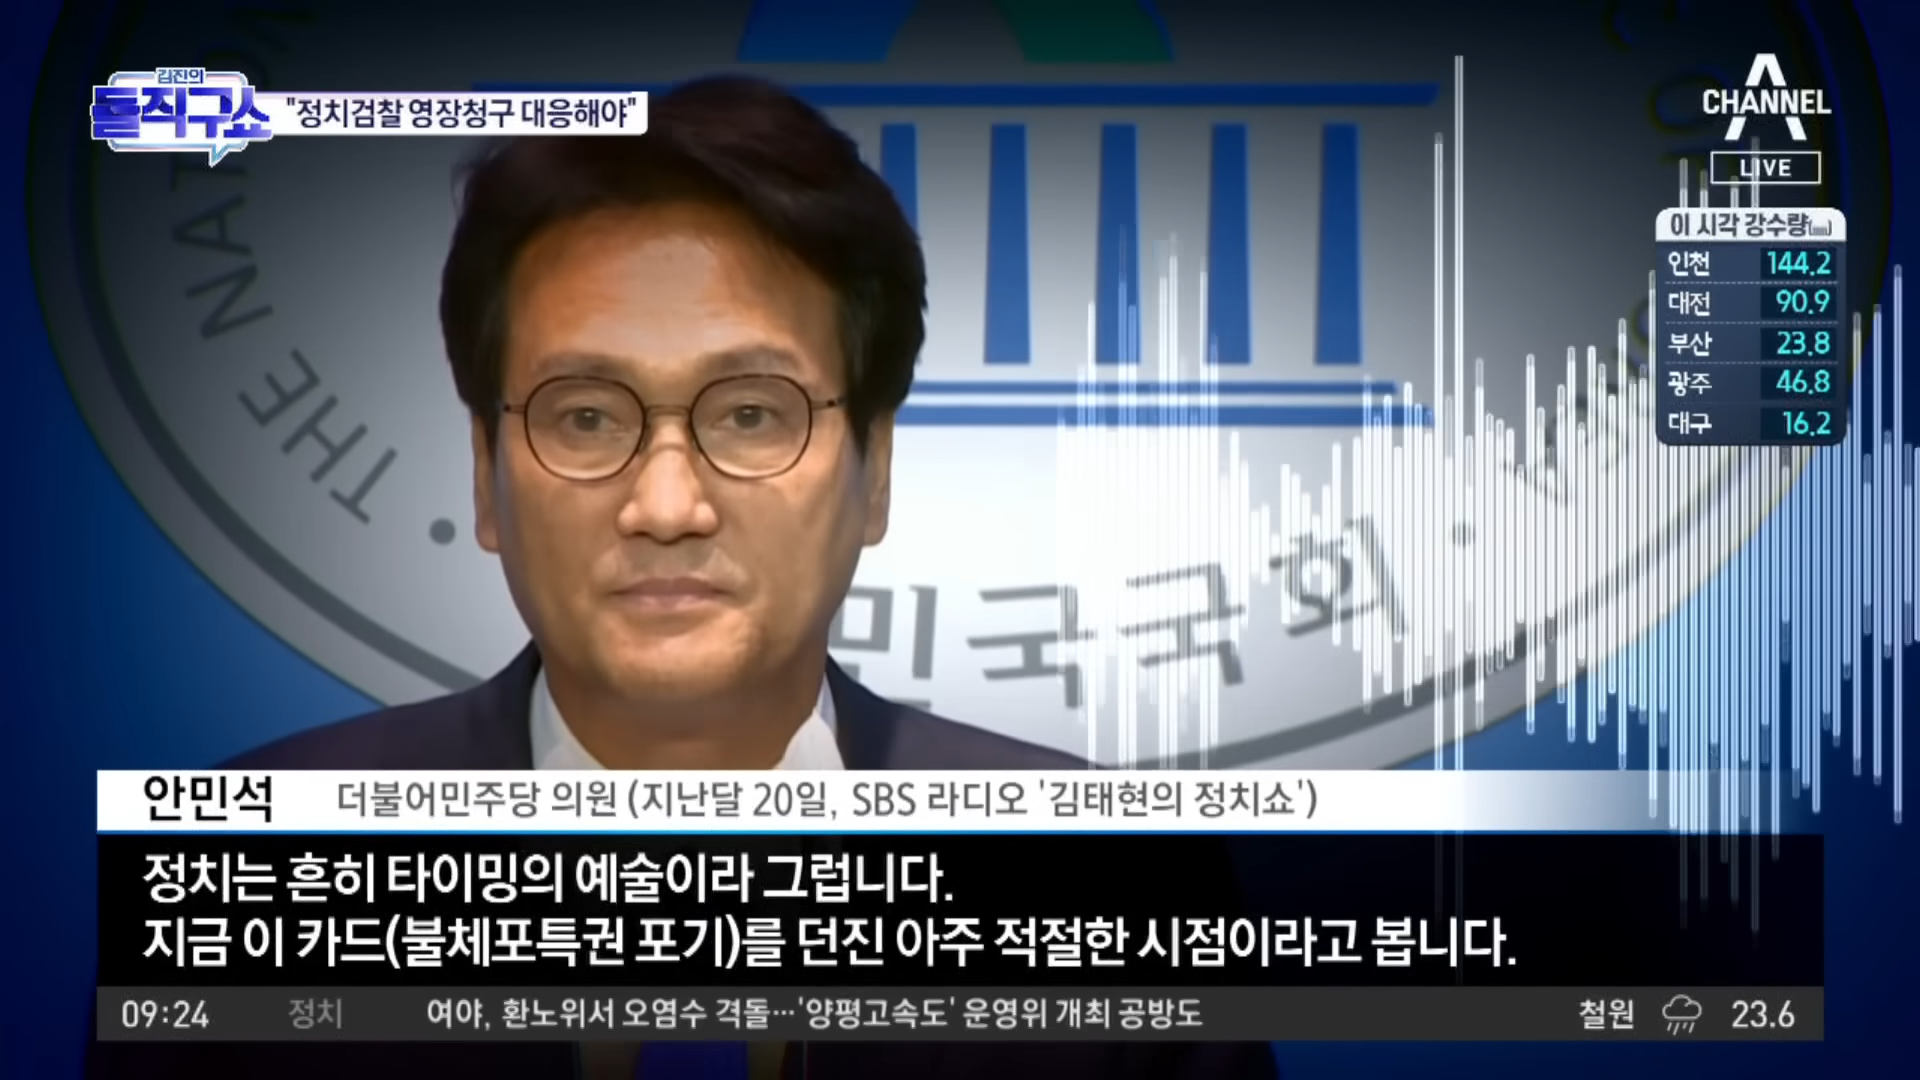 김진의
돌직구쇼
"정치검찰 영장청구 대응해야"
CHANNEL
LIVE
이 시각 강수량(㎜)
인천 144.2
대전 90.9
부산 23.8
광주 46.8
대구 16.2
THE NAT
민국국회
안민석 더불어민주당 의원 (지난달 20일, SBS 라디오 '김태현의 정치쇼')
정치는 흔히 타이밍의 예술이라 그럽니다.
지금 이 카드(불체포특권 포기)를 던진 아주 적절한 시점이라고 봅니다.
09:24 정치 여야, 환노위서 오염수 격돌…'양평고속도' 운영위 개최 공방도 철원 23.6